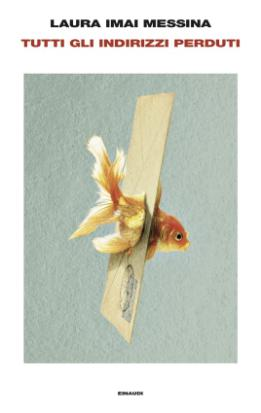 LAURA IMAI MESSINA
TUTTI GLI INDIRIZZI PERDUTI
EINAUDI